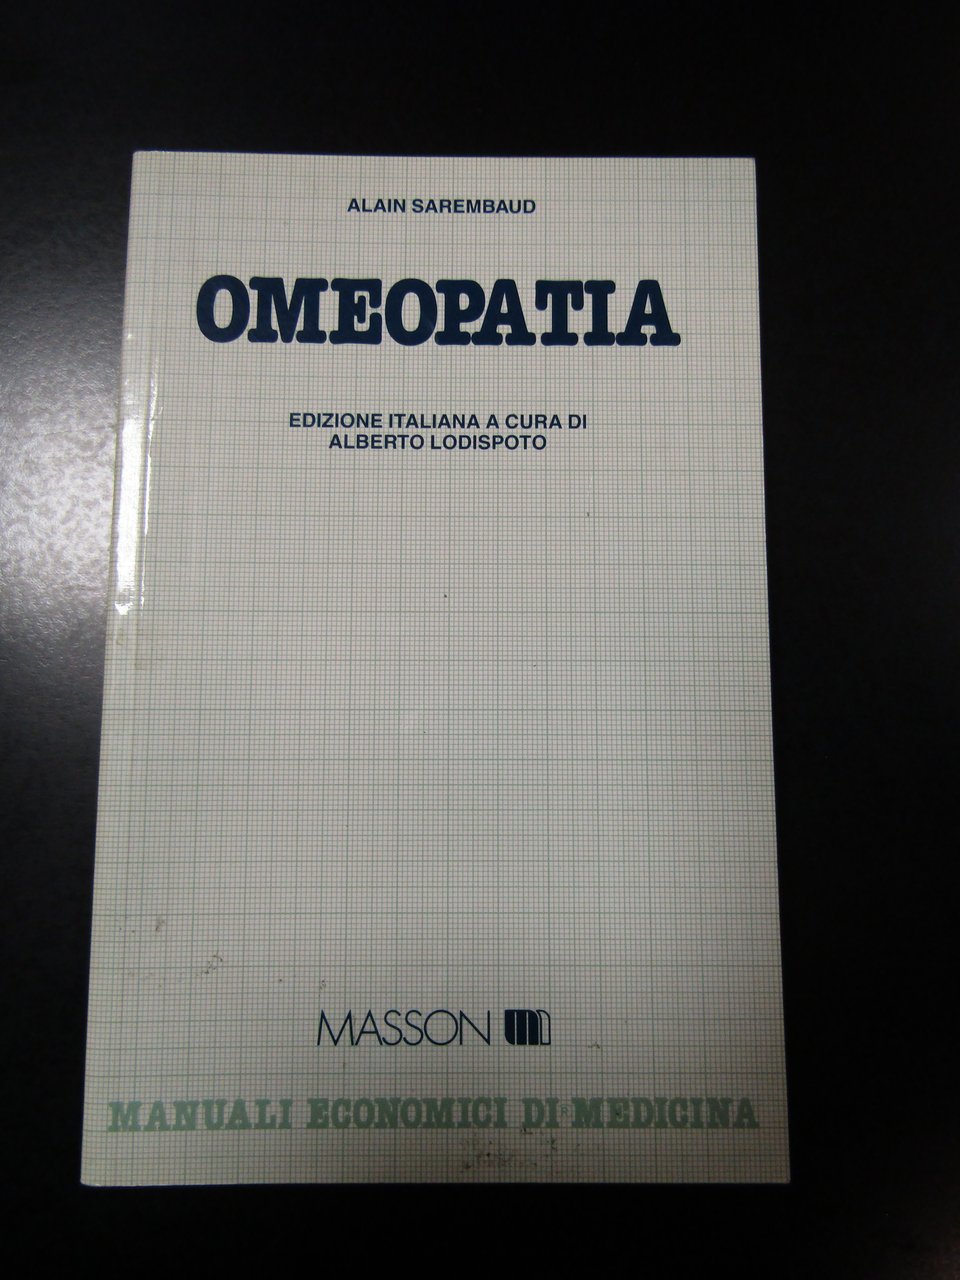 ALAIN SAREMBAUD
OMEOPATIA
EDIZIONE ITALIANA A CURA DI
ALBERTO LODISPOTO
MASSON m
MANUALI ECONOMICI DI MEDICINA